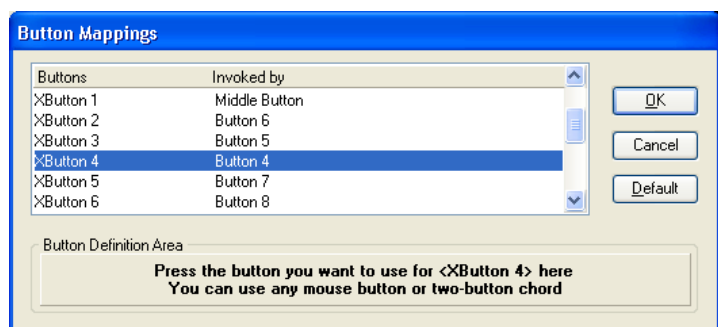 Button Mappings
Buttons Invoked by
XButton 1 Middle Button
XButton 2 Button 6
XButton 3 Button 5
XButton 4 Button 4
XButton 5 Button 7
XButton 6 Button 8
OK
Cancel
Default
Button Definition Area
Press the button you want to use for <XButton 4> here
You can use any mouse button or two-button chord